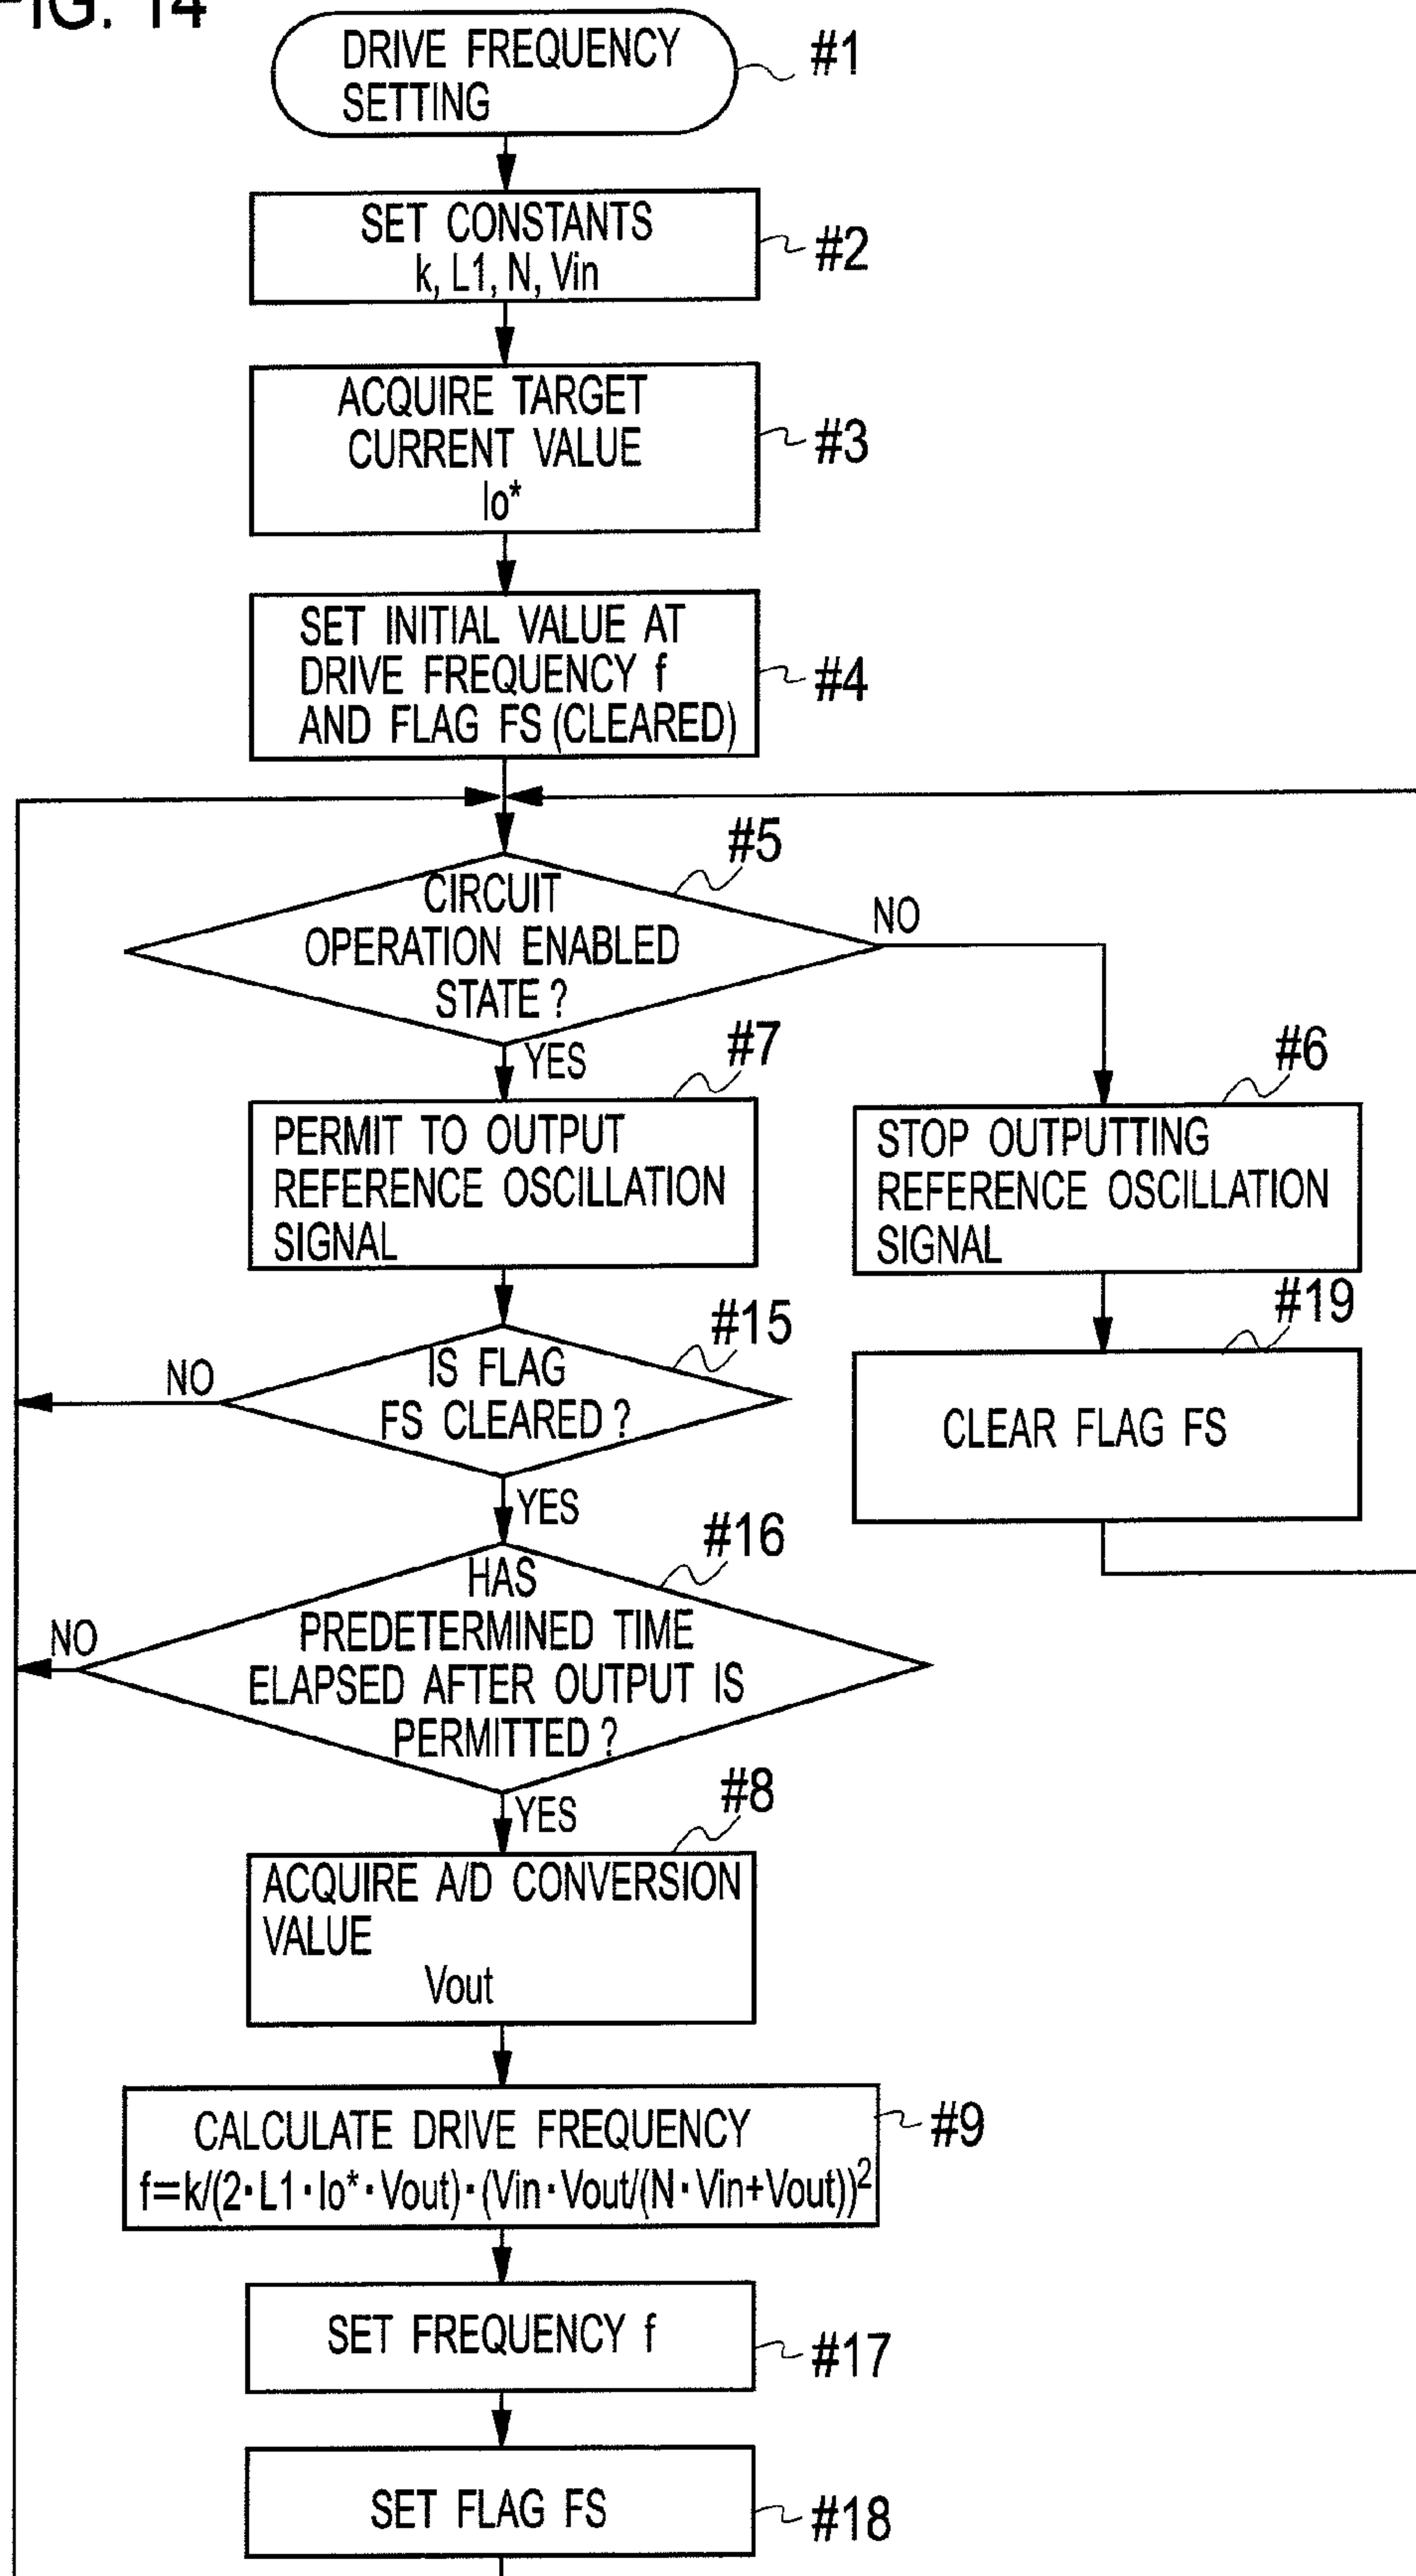 FIG. 14
DRIVE FREQUENCY
SETTING
#1
SET CONSTANTS
k, L1, N, Vin
#2
ACQUIRE TARGET
CURRENT VALUE
Io*
#3
SET INITIAL VALUE AT
DRIVE FREQUENCY f
AND FLAG FS (CLEARED)
#4
#5
CIRCUIT
OPERATION ENABLED
STATE ?
NO
YES
#7
PERMIT TO OUTPUT
REFERENCE OSCILLATION
SIGNAL
#6
STOP OUTPUTTING
REFERENCE OSCILLATION
SIGNAL
#15
IS FLAG
FS CLEARED ?
NO
YES
#19
CLEAR FLAG FS
#16
HAS
PREDETERMINED TIME
ELAPSED AFTER OUTPUT IS
PERMITTED ?
NO
YES
#8
ACQUIRE A/D CONVERSION
VALUE
Vout
CALCULATE DRIVE FREQUENCY
f=k/(2・L1・Io*・Vout)・(Vin・Vout/(N・Vin+Vout))²
#9
SET FREQUENCY f
#17
SET FLAG FS
#18